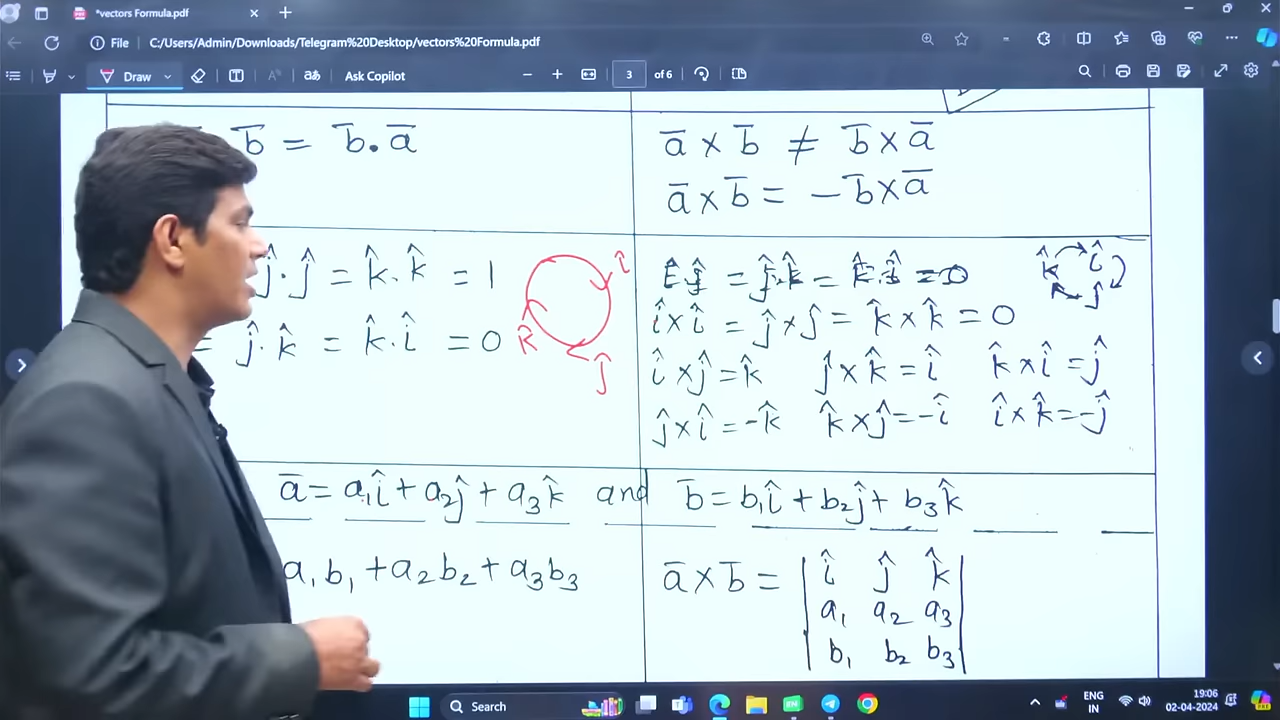 *vectors Formula.pdf
File C:/Users/Admin/Downloads/Telegram%20Desktop/vectors%20Formula.pdf
Draw aあ Ask Copilot 3 of 6
b̅ = b̅.a̅
a̅ × b̅ ≠ b̅ × a̅
a̅ × b̅ = - b̅ × a̅
ĵ.ĵ = k̂.k̂ = 1
= ĵ.k̂ = k̂.î = 0
î
k̂
ĵ
k̂ î
ĵ
î × î = ĵ × ĵ = k̂ × k̂ = 0
î × ĵ = k̂ ĵ × k̂ = î k̂ × î = ĵ
ĵ × î = -k̂ k̂ × ĵ = -î î × k̂ = -ĵ
a̅ = a₁î + a₂ĵ + a₃k̂ and b̅ = b₁î + b₂ĵ + b₃k̂
a₁b₁ + a₂b₂ + a₃b₃
a̅ × b̅ = | î ĵ k̂ |
| a₁ a₂ a₃ |
| b₁ b₂ b₃ |
Search
ENG
IN
19:06
02-04-2024